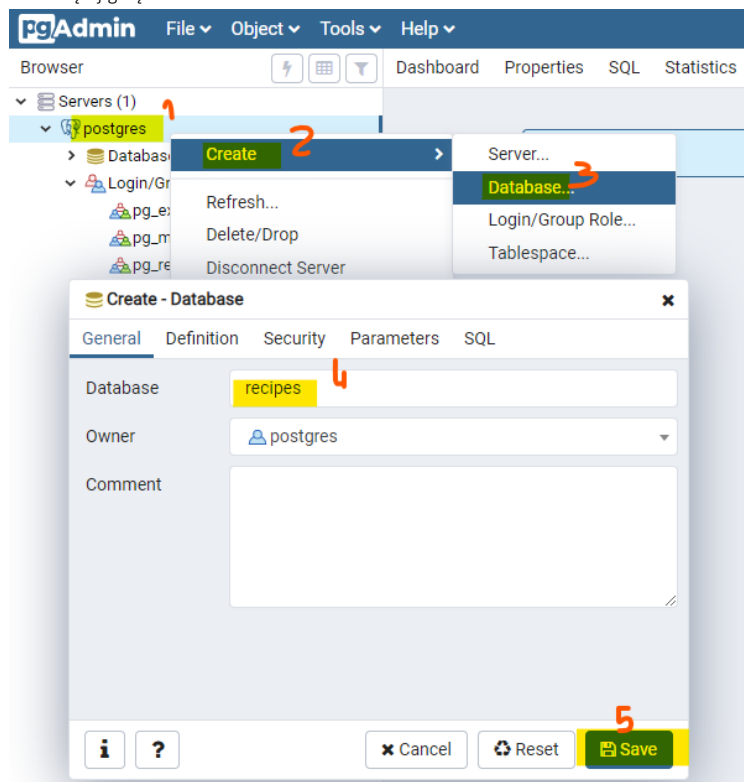 pgAdmin File Object Tools Help
Browser Dashboard Properties SQL Statistics
Servers (1) 1
postgres
Create 2 Server...
Login/Gr Refresh... Database... 3
Delete/Drop Login/Group Role...
Disconnect Server Tablespace...
Create - Database
General Definition Security Parameters SQL
4
Database recipes
Owner postgres
Comment
5
i ? Cancel Reset Save